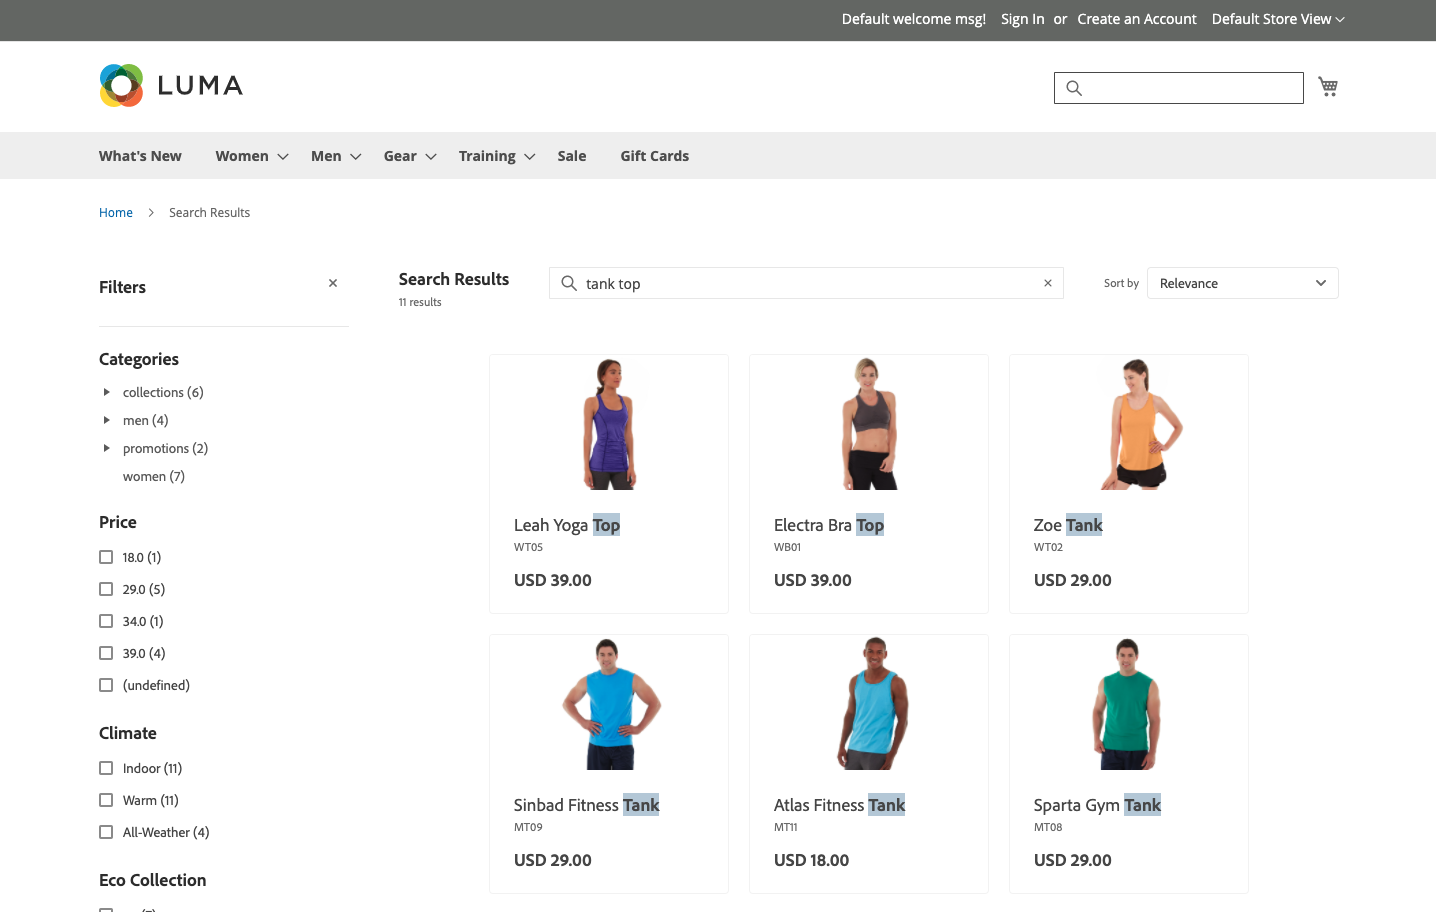 Default welcome msg! Sign In or Create an Account Default Store View
LUMA
What's New Women Men Gear Training Sale Gift Cards
Home Search Results
Filters
Search Results
11 results
tank top
Sort by Relevance
Categories
collections (6)
men (4)
promotions (2)
women (7)
Price
18.0 (1)
29.0 (5)
34.0 (1)
39.0 (4)
(undefined)
Climate
Indoor (11)
Warm (11)
All-Weather (4)
Eco Collection
Leah Yoga Top
WT05
USD 39.00
Electra Bra Top
WB01
USD 39.00
Zoe Tank
WT02
USD 29.00
Sinbad Fitness Tank
MT09
USD 29.00
Atlas Fitness Tank
MT11
USD 18.00
Sparta Gym Tank
MT08
USD 29.00